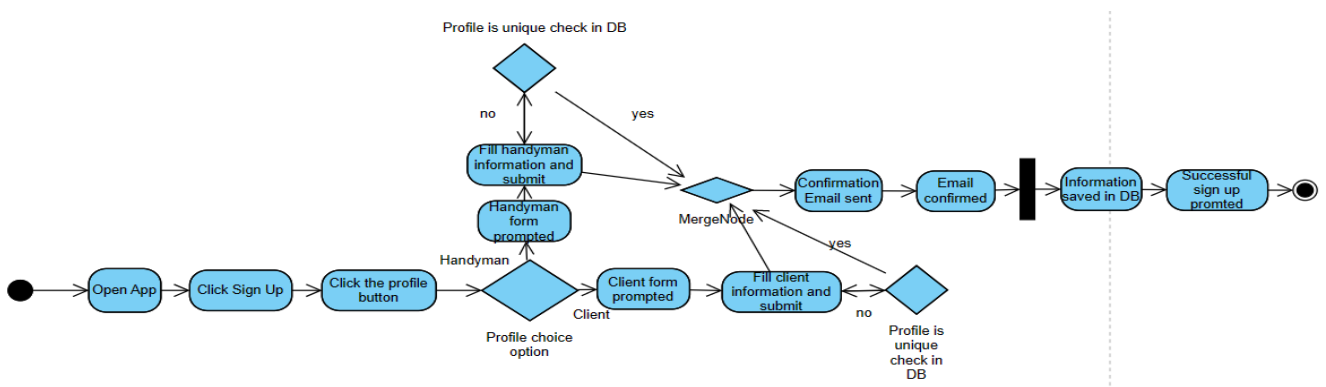 Profile is unique check in DB
no
yes
Fill handyman
information and
submit
Handyman
form
prompted
Handyman
MergeNode
Confirmation
Email sent
Email
confirmed
Information
saved in DB
Successful
sign up
promted
Open App
Click Sign Up
Click the profile
button
Profile choice
option
Client
Client form
prompted
Fill client
information and
submit
yes
no
Profile is
unique
check in
DB